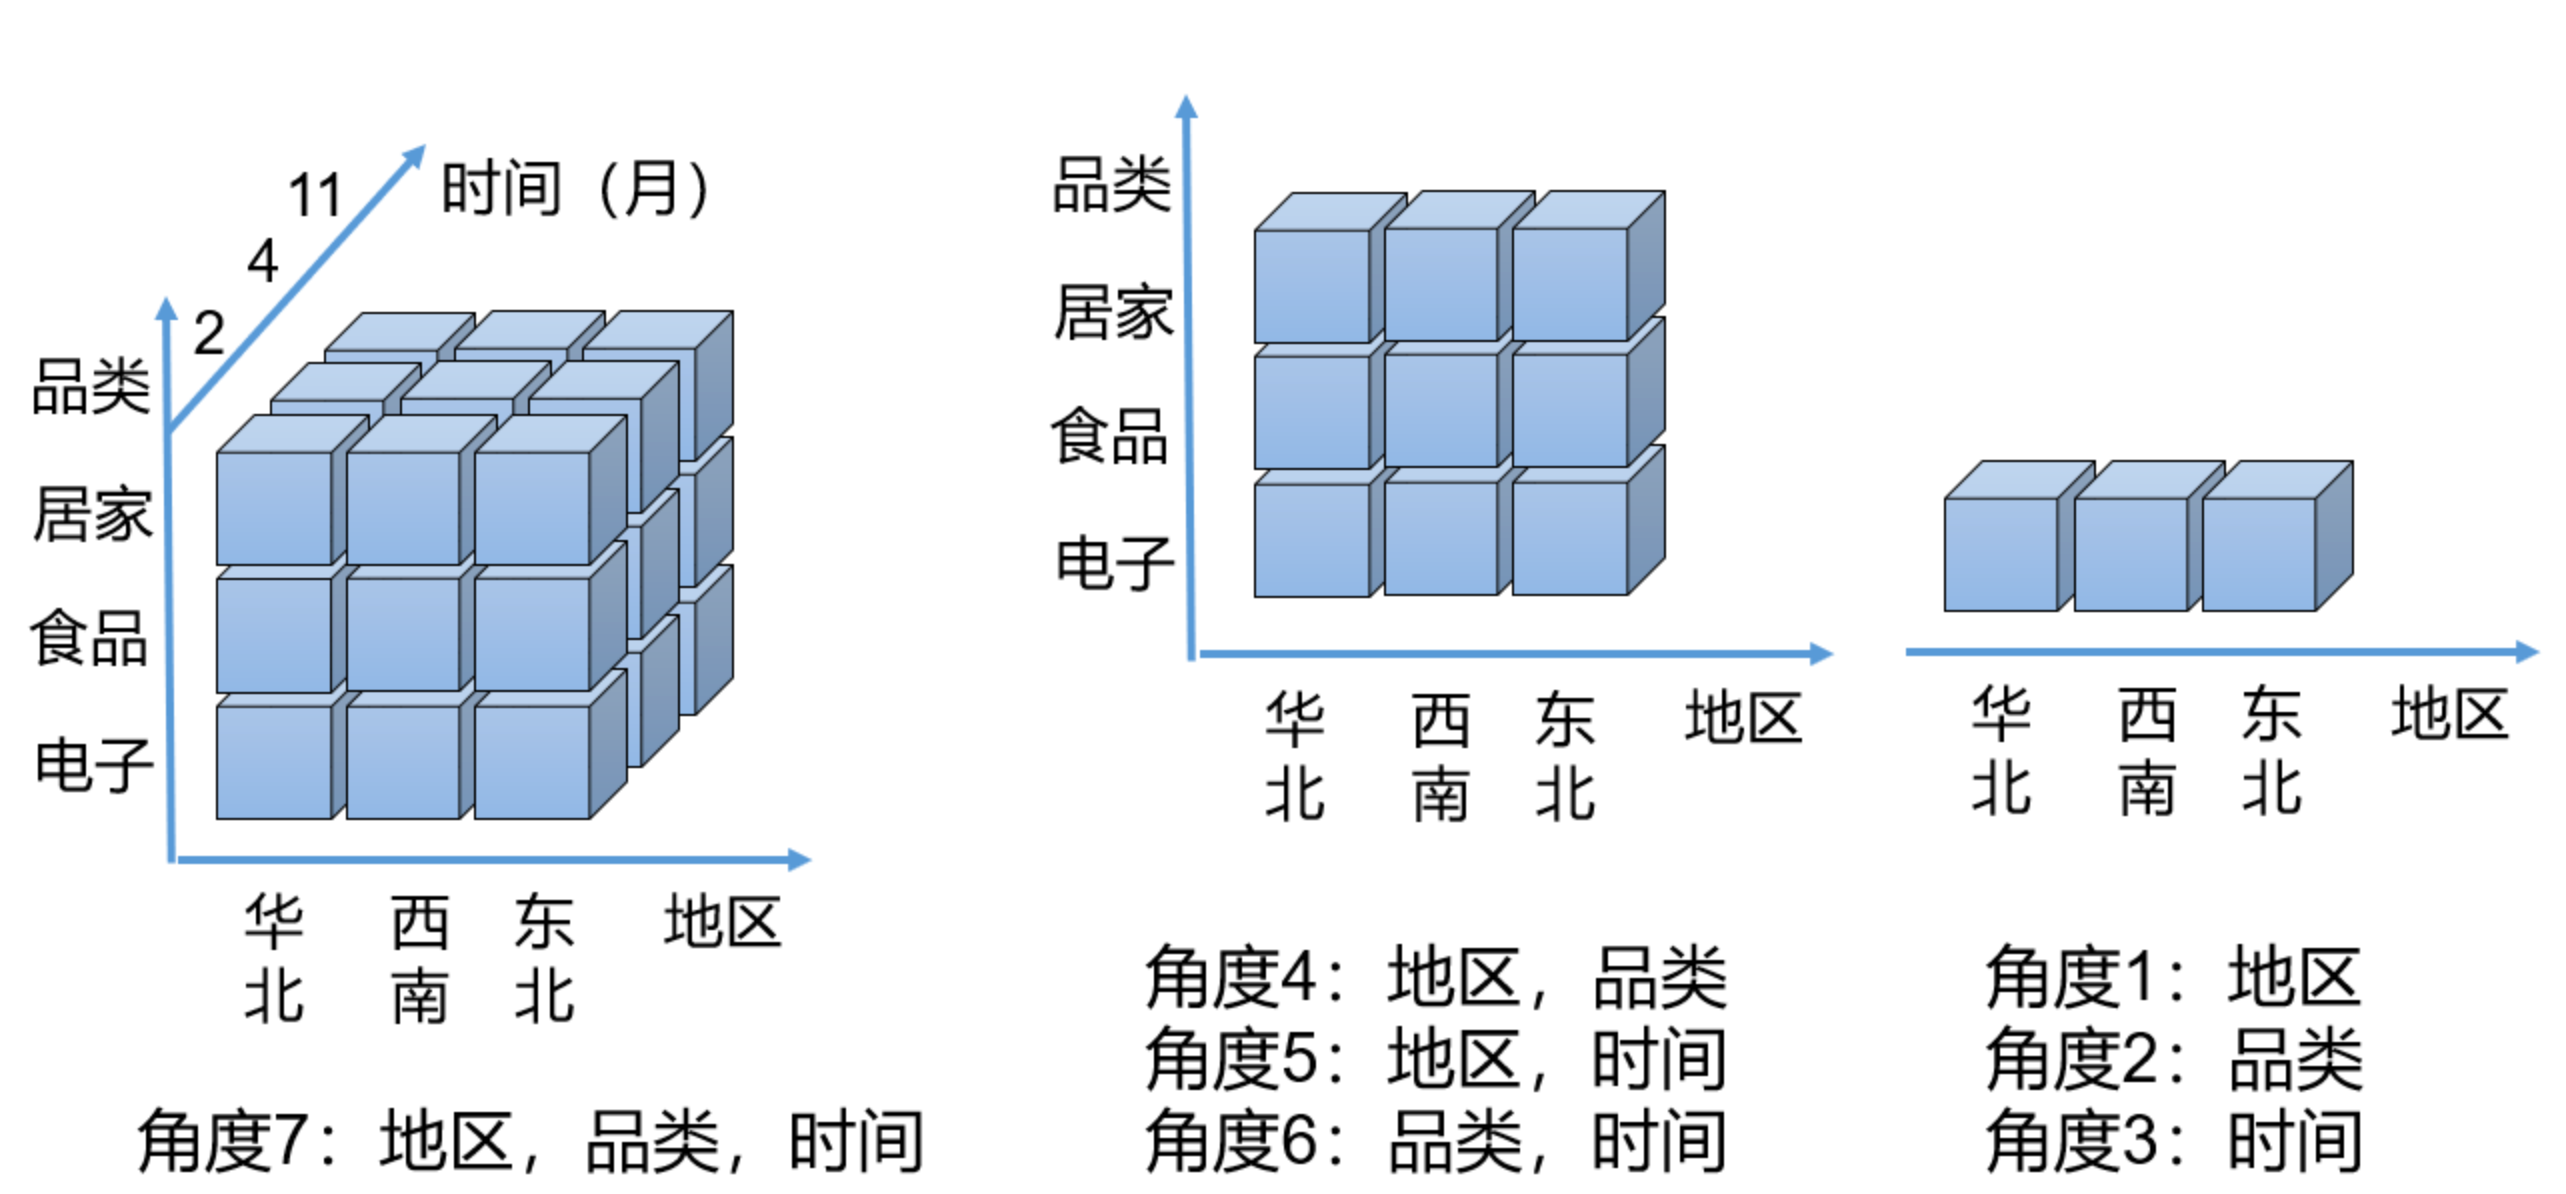 时间（月）
11
4
2
品类
居家
食品
电子
华北
西南
东北
地区
角度7：地区，品类，时间
品类
居家
食品
电子
华北
西南
东北
地区
角度4：地区，品类
角度5：地区，时间
角度6：品类，时间
华北
西南
东北
地区
角度1：地区
角度2：品类
角度3：时间